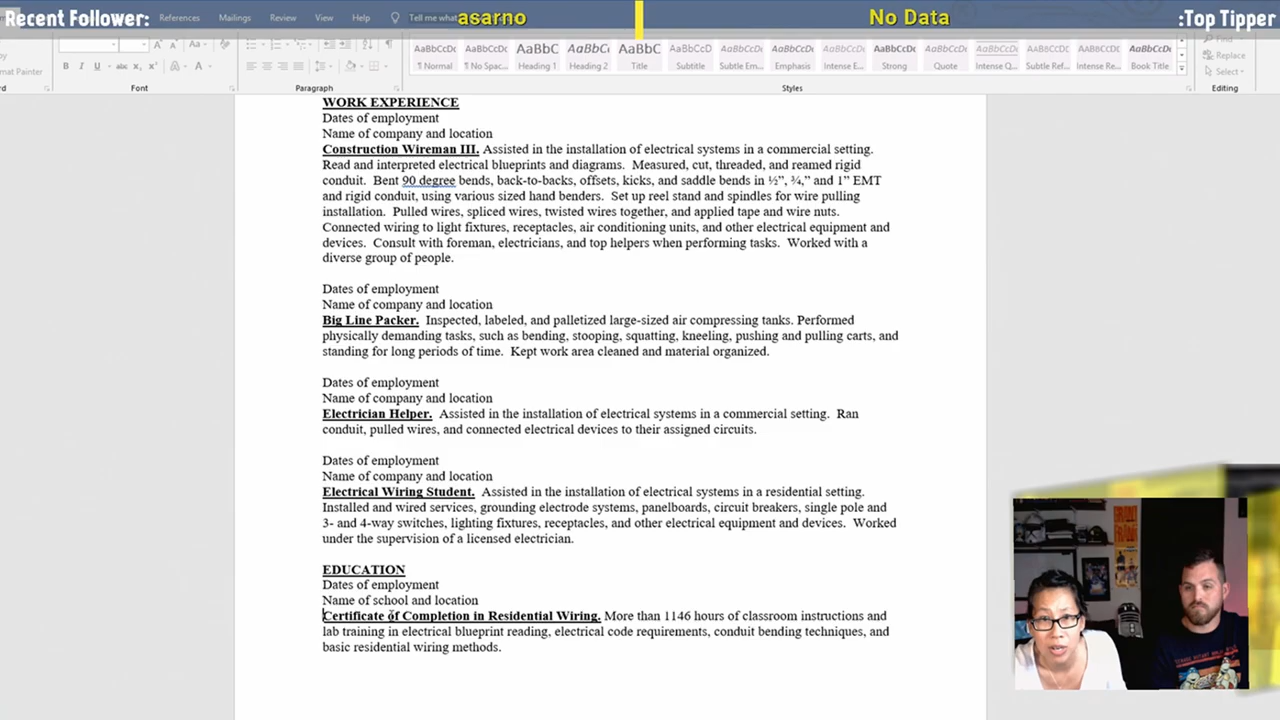 Recent Follower: asarno No Data :Top Tipper
References Mailings Review View Help Tell me what
Find
Replace
Select
Format Painter
AaBbCcDc AaBbCcDc AaBbC AaBbCc AaBbC AaBbCcD AaBbCcDc AaBbCcDc AaBbCcDc AaBbCcDc AaBbCcDc AaBbCcDc AaBbCcDc AaBbCcDc AaBbCcDc
¶ Normal ¶ No Spac... Heading 1 Heading 2 Title Subtitle Subtle Em... Emphasis Intense E... Strong Quote Intense Q... Subtle Ref... Intense Re... Book Title
Font Paragraph Styles Editing
WORK EXPERIENCE
Dates of employment
Name of company and location
Construction Wireman III. Assisted in the installation of electrical systems in a commercial setting.
Read and interpreted electrical blueprints and diagrams. Measured, cut, threaded, and reamed rigid
conduit. Bent 90 degree bends, back-to-backs, offsets, kicks, and saddle bends in ½”, ¾,” and 1” EMT
and rigid conduit, using various sized hand benders. Set up reel stand and spindles for wire pulling
installation. Pulled wires, spliced wires, twisted wires together, and applied tape and wire nuts.
Connected wiring to light fixtures, receptacles, air conditioning units, and other electrical equipment and
devices. Consult with foreman, electricians, and top helpers when performing tasks. Worked with a
diverse group of people.
Dates of employment
Name of company and location
Big Line Packer. Inspected, labeled, and palletized large-sized air compressing tanks. Performed
physically demanding tasks, such as bending, stooping, squatting, kneeling, pushing and pulling carts, and
standing for long periods of time. Kept work area cleaned and material organized.
Dates of employment
Name of company and location
Electrician Helper. Assisted in the installation of electrical systems in a commercial setting. Ran
conduit, pulled wires, and connected electrical devices to their assigned circuits.
Dates of employment
Name of company and location
Electrical Wiring Student. Assisted in the installation of electrical systems in a residential setting.
Installed and wired services, grounding electrode systems, panelboards, circuit breakers, single pole and
3- and 4-way switches, lighting fixtures, receptacles, and other electrical equipment and devices. Worked
under the supervision of a licensed electrician.
EDUCATION
Dates of employment
Name of school and location
Certificate of Completion in Residential Wiring. More than 1146 hours of classroom instructions and
lab training in electrical blueprint reading, electrical code requirements, conduit bending techniques, and
basic residential wiring methods.